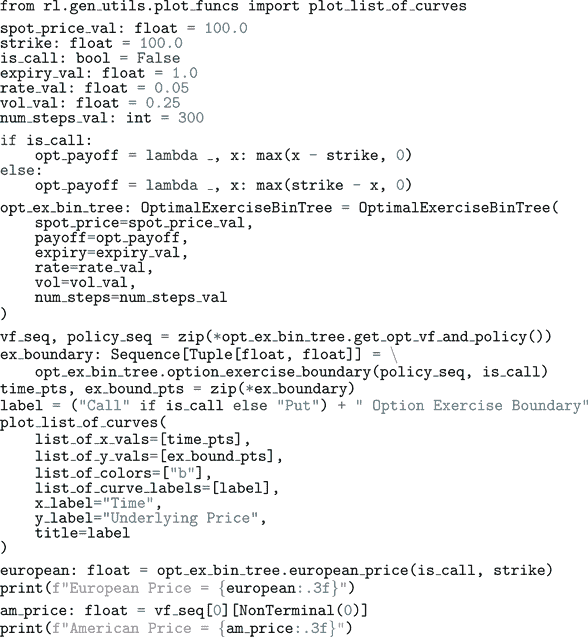 from rl.gen_utils.plot_funcs import plot_list_of_curves
spot_price_val: float = 100.0
strike: float = 100.0
is_call: bool = False
expiry_val: float = 1.0
rate_val: float = 0.05
vol_val: float = 0.25
num_steps_val: int = 300
if is_call:
    opt_payoff = lambda _, x: max(x - strike, 0)
else:
    opt_payoff = lambda _, x: max(strike - x, 0)
opt_ex_bin_tree: OptimalExerciseBinTree = OptimalExerciseBinTree(
    spot_price=spot_price_val,
    payoff=opt_payoff,
    expiry=expiry_val,
    rate=rate_val,
    vol=vol_val,
    num_steps=num_steps_val
)
vf_seq, policy_seq = zip(*opt_ex_bin_tree.get_opt_vf_and_policy())
ex_boundary: Sequence[Tuple[float, float]] = \
    opt_ex_bin_tree.option_exercise_boundary(policy_seq, is_call)
time_pts, ex_bound_pts = zip(*ex_boundary)
label = ("Call" if is_call else "Put") + " Option Exercise Boundary"
plot_list_of_curves(
    list_of_x_vals=[time_pts],
    list_of_y_vals=[ex_bound_pts],
    list_of_colors=["b"],
    list_of_curve_labels=[label],
    x_label="Time",
    y_label="Underlying Price",
    title=label
)
european: float = opt_ex_bin_tree.european_price(is_call, strike)
print(f"European Price = {european:.3f}")
am_price: float = vf_seq[0][NonTerminal(0)]
print(f"American Price = {am_price:.3f}")